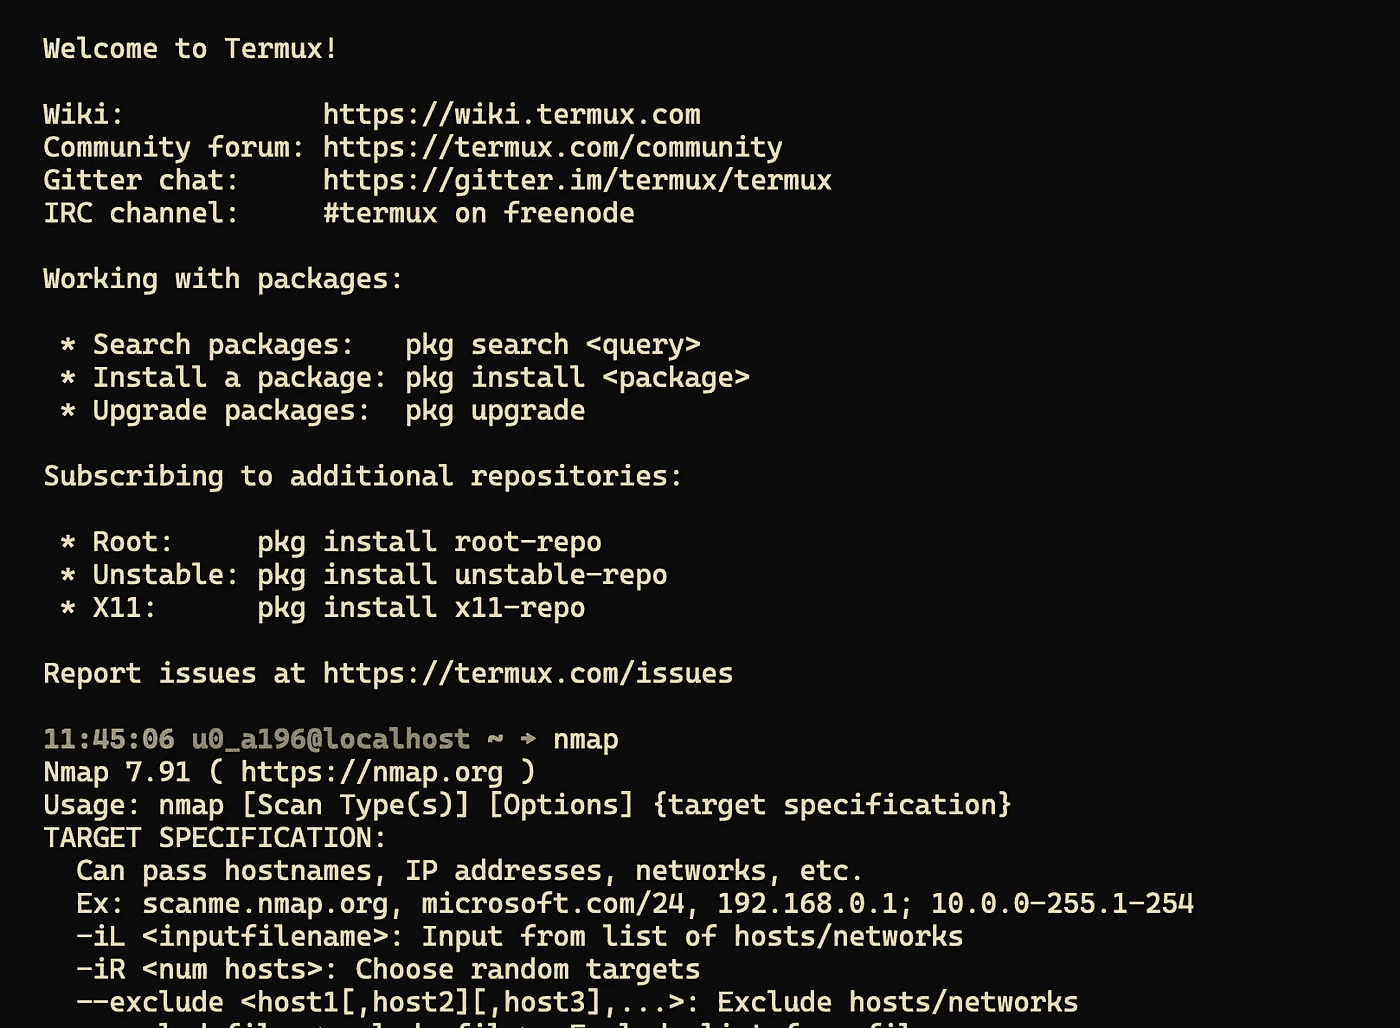 Welcome to Termux!
Wiki:            https://wiki.termux.com
Community forum: https://termux.com/community
Gitter chat:     https://gitter.im/termux/termux
IRC channel:     #termux on freenode
Working with packages:
 * Search packages:   pkg search <query>
 * Install a package: pkg install <package>
 * Upgrade packages:  pkg upgrade
Subscribing to additional repositories:
 * Root:     pkg install root-repo
 * Unstable: pkg install unstable-repo
 * X11:      pkg install x11-repo
Report issues at https://termux.com/issues
11:45:06 u0_a196@localhost ~ → nmap
Nmap 7.91 ( https://nmap.org )
Usage: nmap [Scan Type(s)] [Options] {target specification}
TARGET SPECIFICATION:
  Can pass hostnames, IP addresses, networks, etc.
  Ex: scanme.nmap.org, microsoft.com/24, 192.168.0.1; 10.0.0-255.1-254
  -iL <inputfilename>: Input from list of hosts/networks
  -iR <num hosts>: Choose random targets
  --exclude <host1[,host2][,host3],...>: Exclude hosts/networks